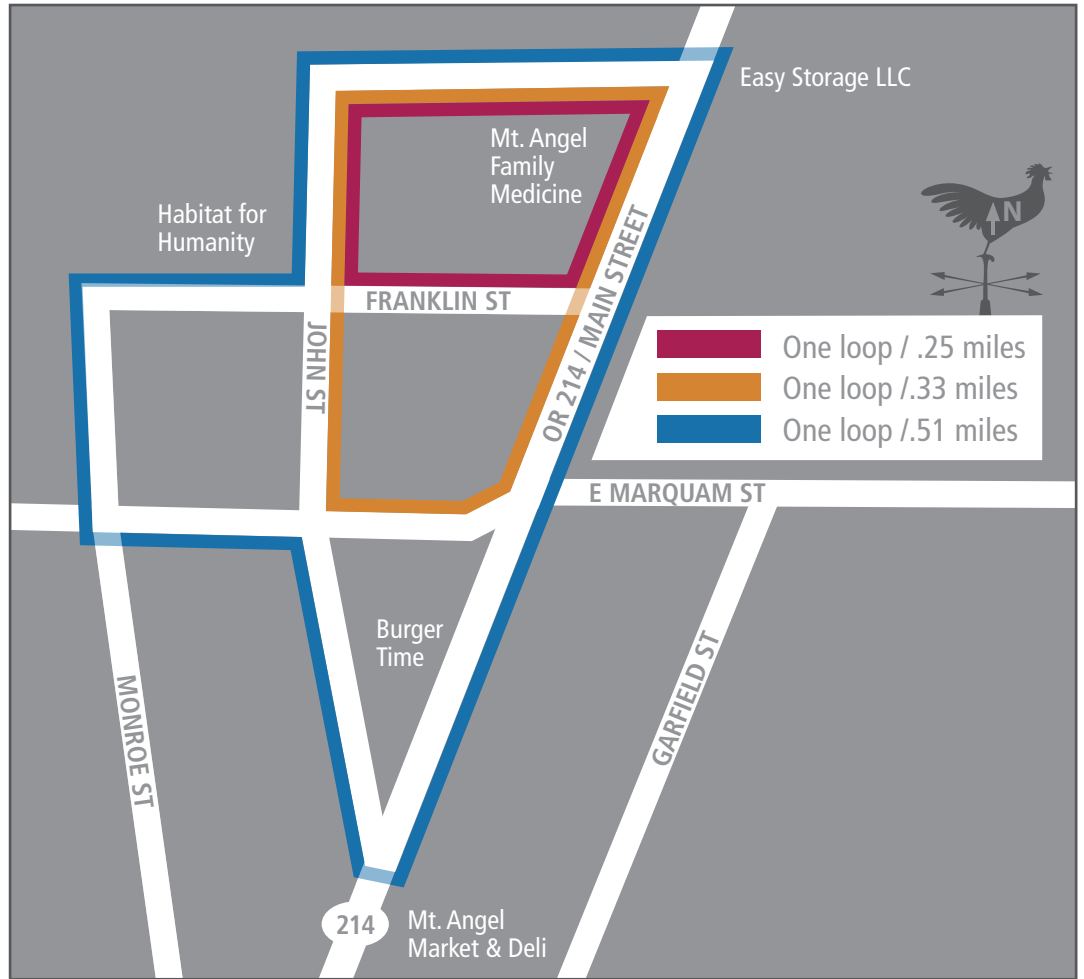 Easy Storage LLC
Mt. Angel
Family
Medicine
Habitat for
Humanity
N
FRANKLIN ST
JOHN ST
OR 214 / MAIN STREET
One loop / .25 miles
One loop /.33 miles
One loop /.51 miles
E MARQUAM ST
Burger
Time
MONROE ST
GARFIELD ST
214
Mt. Angel
Market & Deli